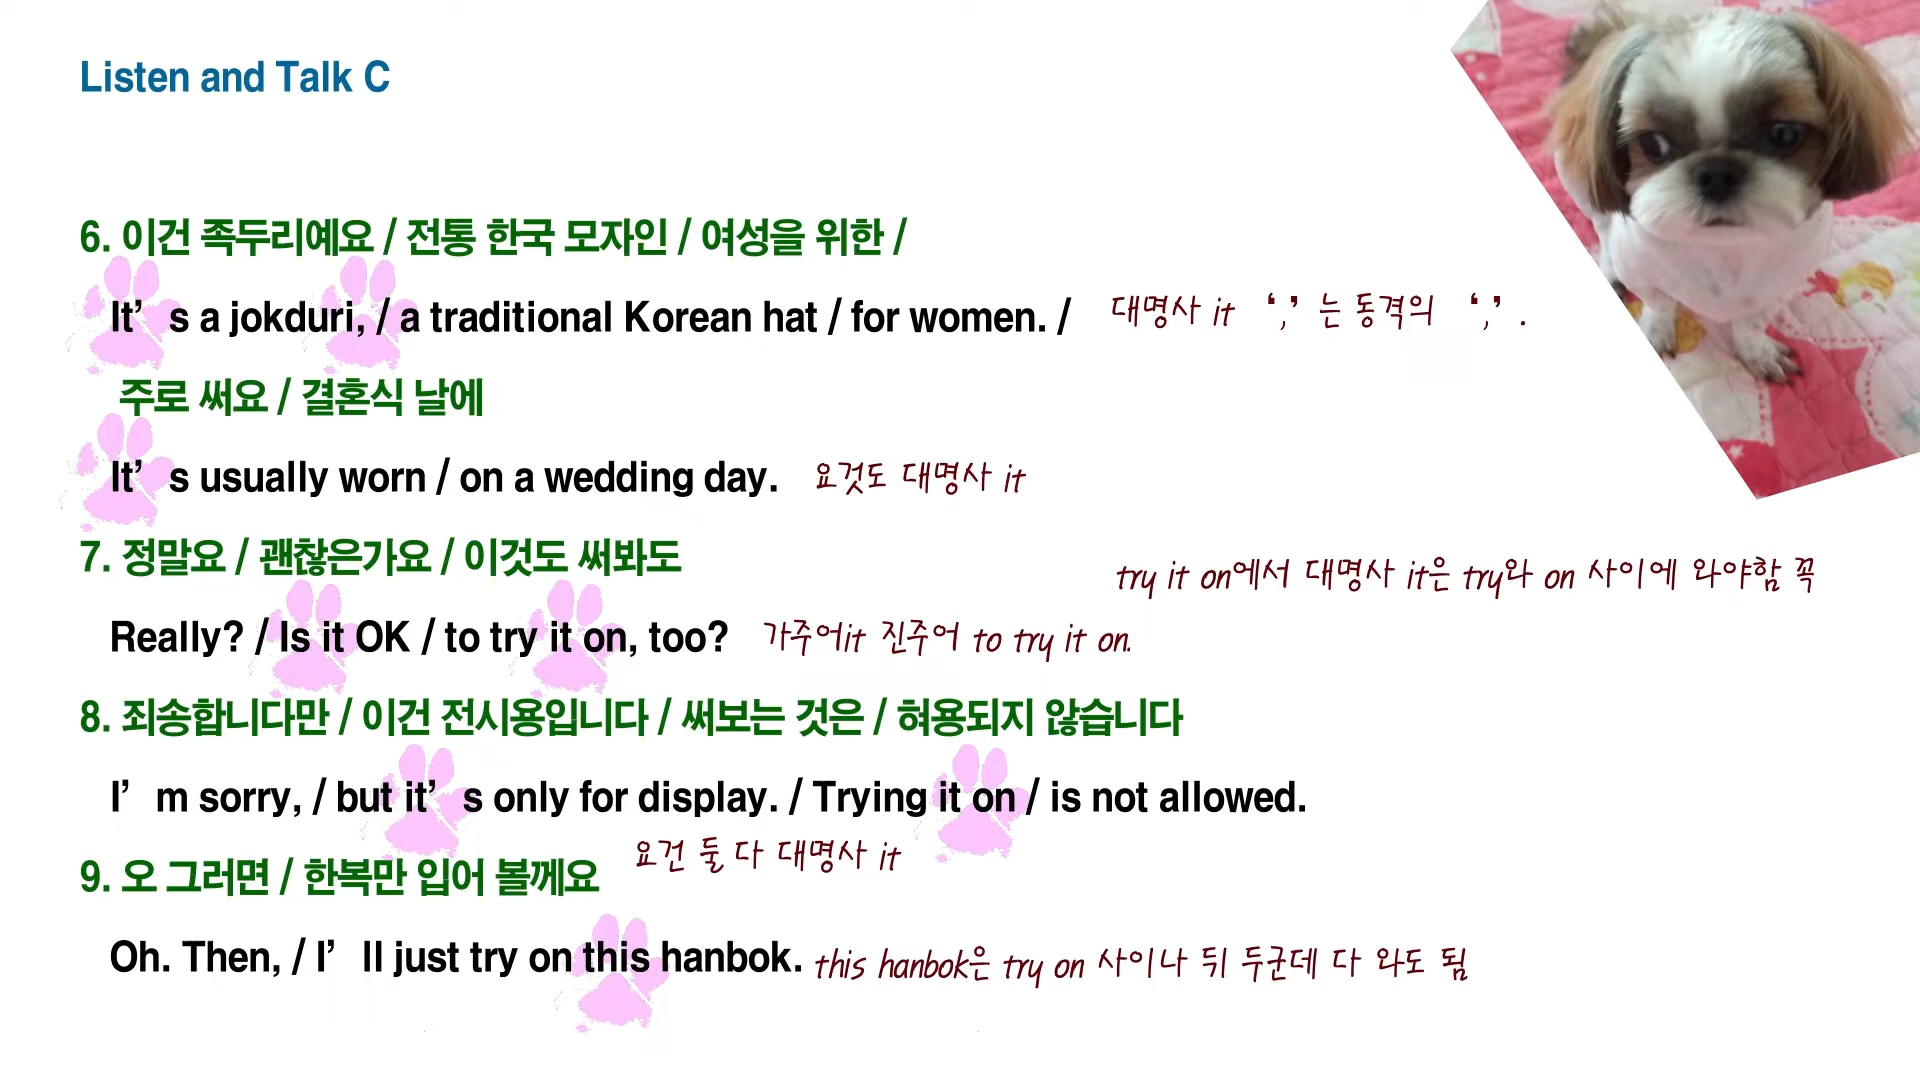 Listen and Talk C
6. 이건 족두리예요 / 전통 한국 모자인 / 여성을 위한 /
It’s a jokduri, / a traditional Korean hat / for women. / 대명사 it ‘,’는 동격의 ‘,’.
주로 써요 / 결혼식 날에
It’s usually worn / on a wedding day. 요것도 대명사 it
7. 정말요 / 괜찮은가요 / 이것도 써봐도
try it on에서 대명사 it은 try와 on 사이에 와야함 꼭
Really? / Is it OK / to try it on, too? 가주어it 진주어 to try it on.
8. 죄송합니다만 / 이건 전시용입니다 / 써보는 것은 / 허용되지 않습니다
I’m sorry, / but it’s only for display. / Trying it on / is not allowed.
요건 둘 다 대명사 it
9. 오 그러면 / 한복만 입어 볼께요
Oh. Then, / I’ll just try on this hanbok. this hanbok은 try on 사이나 뒤 두군데 다 와도 됨